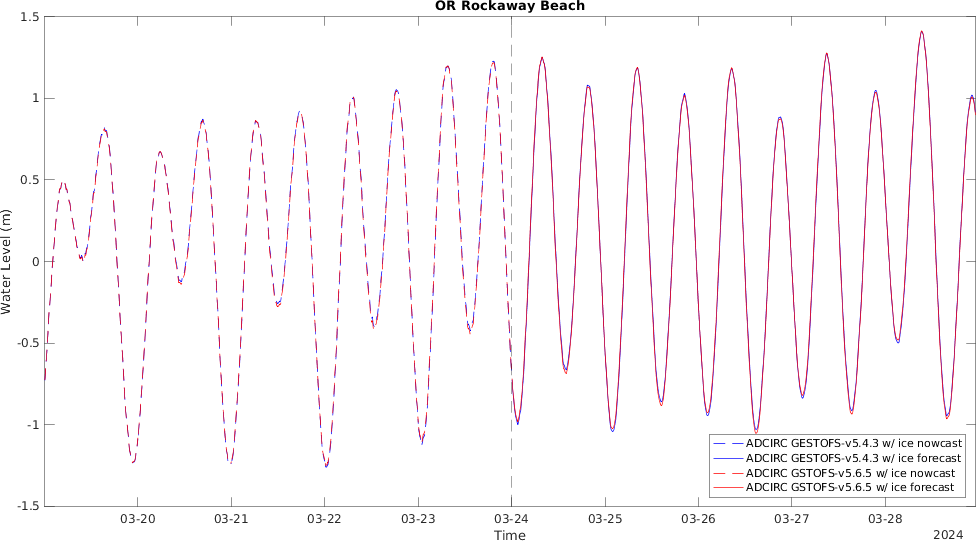 OR Rockaway Beach
1.5
1
0.5
0
-0.5
-1
-1.5
Water Level (m)
03-20 03-21 03-22 03-23 03-24 03-25 03-26 03-27 03-28
Time
2024
ADCIRC GESTOFS-v5.4.3 w/ ice nowcast
ADCIRC GESTOFS-v5.4.3 w/ ice forecast
ADCIRC GSTOFS-v5.6.5 w/ ice nowcast
ADCIRC GSTOFS-v5.6.5 w/ ice forecast